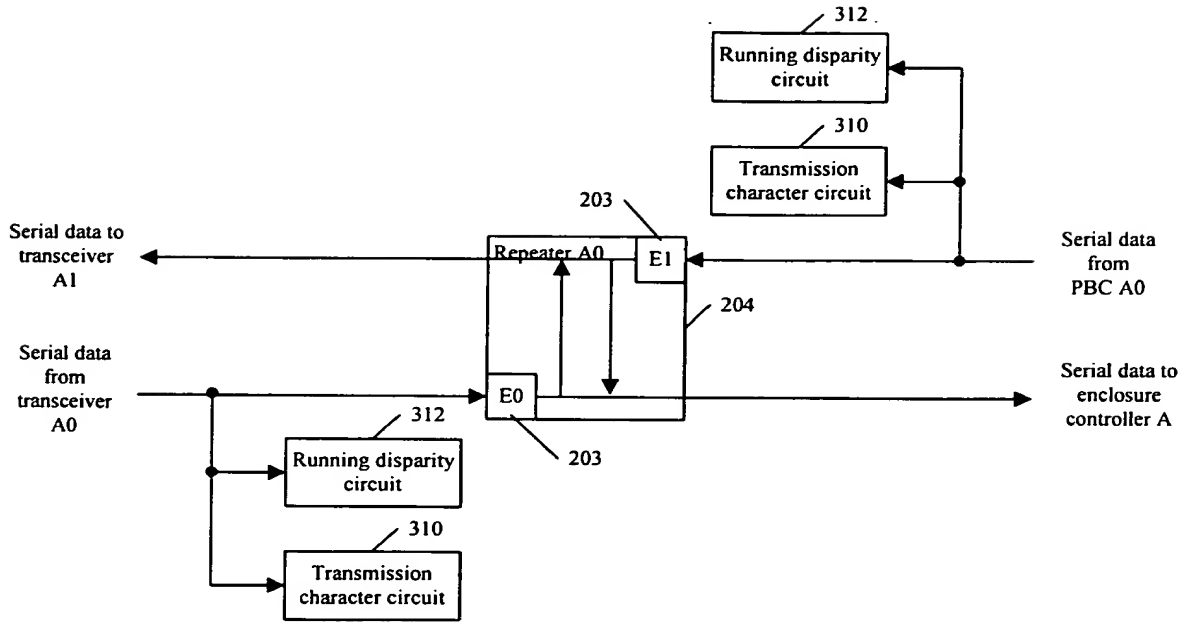 312
Running disparity
circuit
310
Transmission
character circuit
203
Serial data to
transceiver
A1
Repeater A0
E1
Serial data
from
PBC A0
204
Serial data
from
transceiver
A0
E0
Serial data to
enclosure
controller A
312
203
Running disparity
circuit
310
Transmission
character circuit